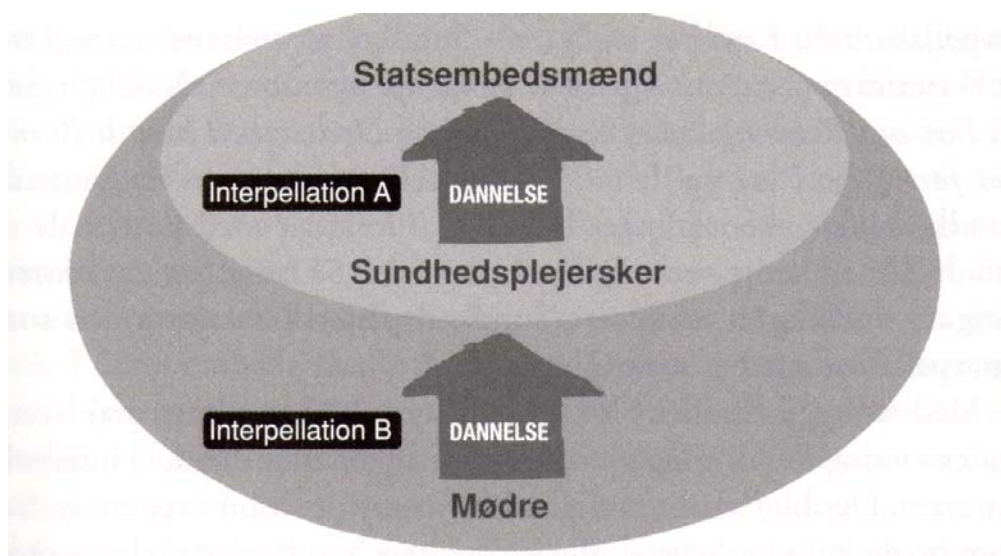 Statsembedsmænd
Interpellation A
DANNELSE
Sundhedsplejersker
Interpellation B
DANNELSE
Mødre